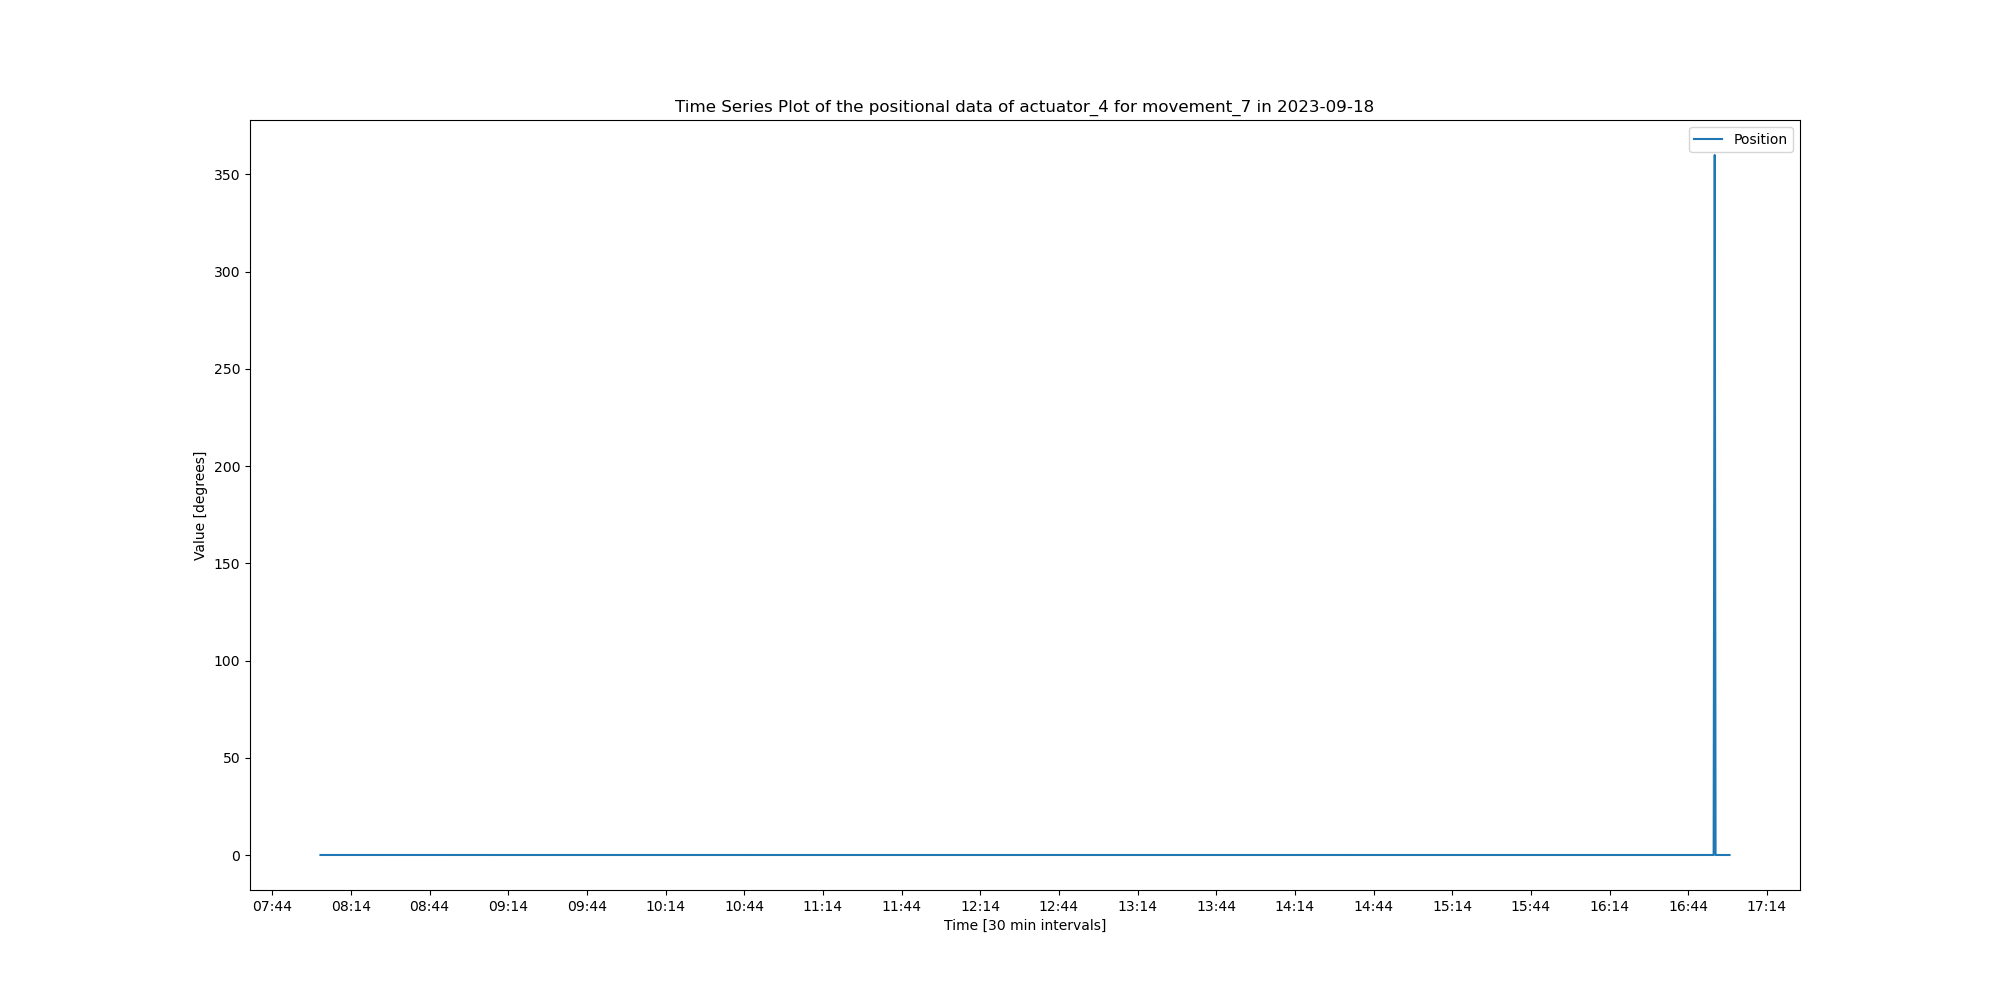 Time Series Plot of the positional data of actuator_4 for movement_7 in 2023-09-18
Position
350
300
250
200
150
100
50
0
Value [degrees]
07:44 08:14 08:44 09:14 09:44 10:14 10:44 11:14 11:44 12:14 12:44 13:14 13:44 14:14 14:44 15:14 15:44 16:14 16:44 17:14
Time [30 min intervals]